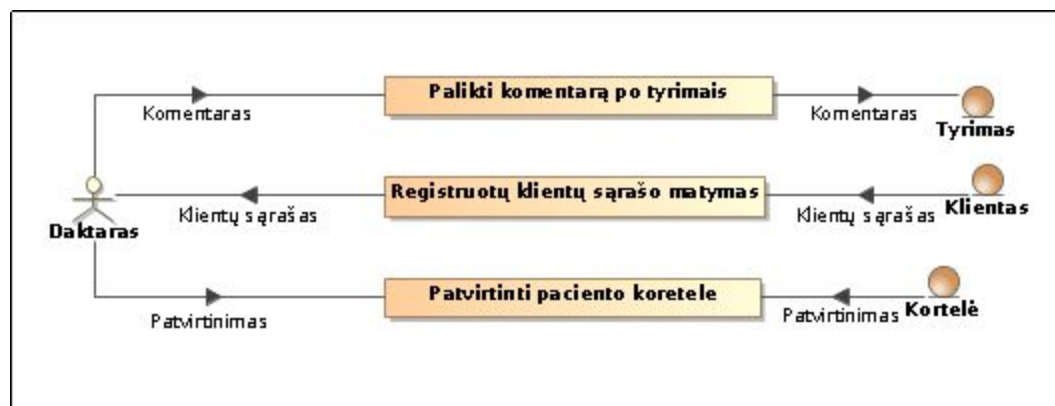 Palikti komentarą po tyrimais
Komentaras
Komentaras
Tyrimas
Registruotų klientų sąrašo matymas
Klientų sąrašas
Klientų sąrašas
Klientas
Daktaras
Patvirtinti paciento koretele
Patvirtinimas
Patvirtinimas
Kortelė